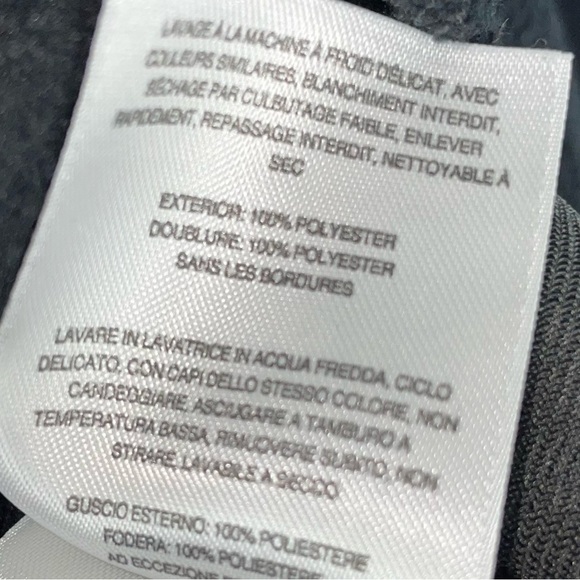 LAVAGE À LA MACHINE À FROID DÉLICAT, AVEC
COULEURS SIMILAIRES, BLANCHIMENT INTERDIT,
SÉCHAGE PAR CULBUTAGE FAIBLE, ENLEVER
RAPIDEMENT, REPASSAGE INTERDIT, NETTOYABLE À
SEC
EXTERIOR: 100% POLYESTER
DOUBLURE: 100% POLYESTER
SANS LES BORDURES
LAVARE IN LAVATRICE IN ACQUA FREDDA, CICLO
DELICATO, CON CAPI DELLO STESSO COLORE, NON
CANDEGGIARE, ASCIUGARE A TAMBURO A
TEMPERATURA BASSA, RIMUOVERE SUBITO, NON
STIRARE, LAVABILE A SECCO
GUSCIO ESTERNO: 100% POLIESTERE
FODERA: 100% POLIESTERE
AD ECCEZIONE